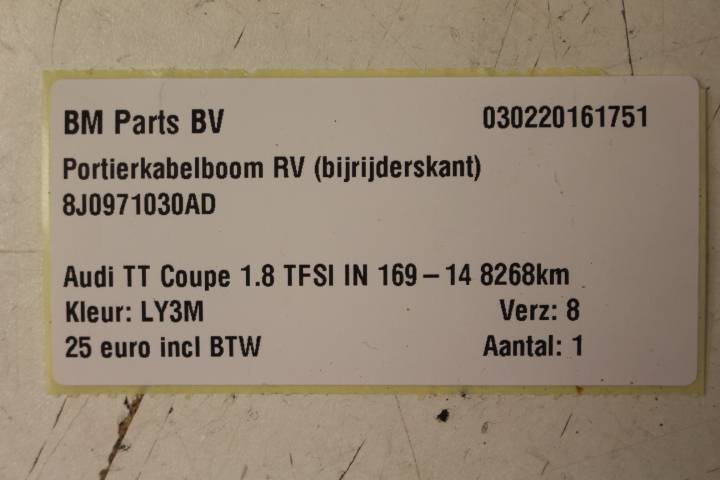 BM Parts BV 030220161751
Portierkabelboom RV (bijrijderskant)
8J0971030AD
Audi TT Coupe 1.8 TFSI IN 169 – 14 8268km
Kleur: LY3M Verz: 8
25 euro incl BTW Aantal: 1